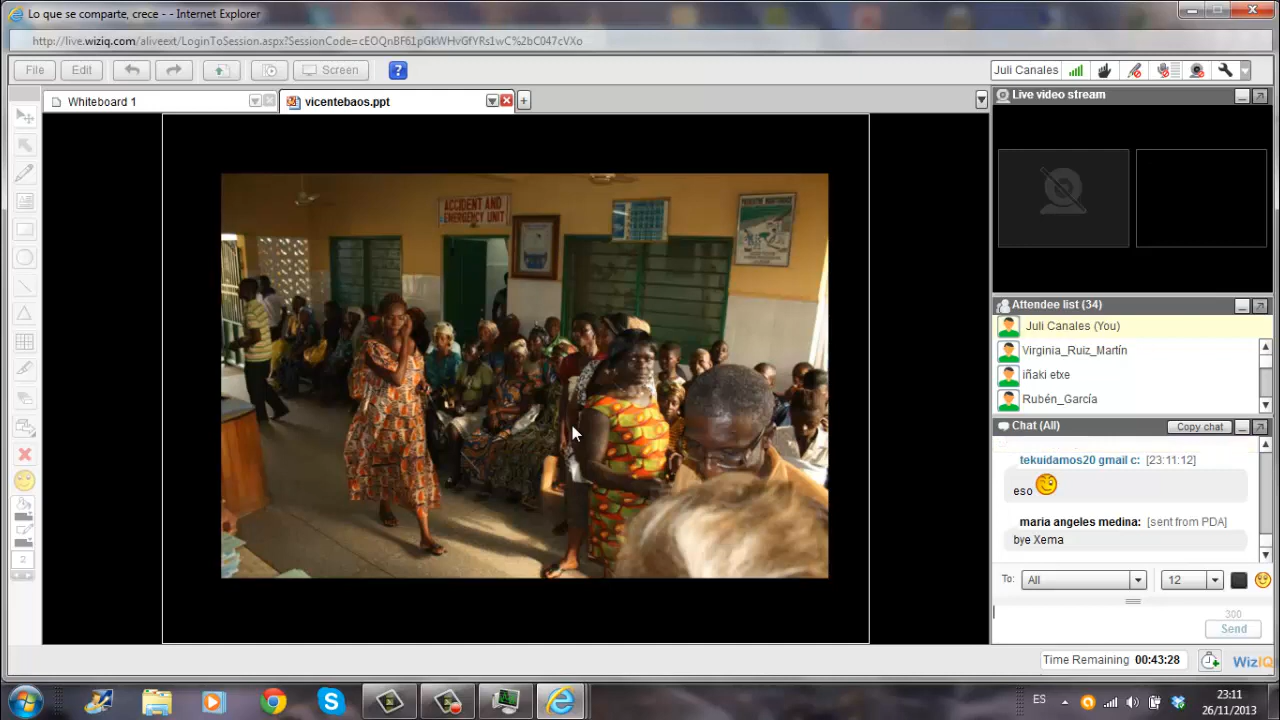 Lo que se comparte, crece - - Internet Explorer
http://live.wiziq.com/aliveext/LoginToSession.aspx?SessionCode=cEOQnBF61pGkWHvGfYRs1wC%2bC047cVXo
File Edit Screen ? Juli Canales
Whiteboard 1 vicentebaos.ppt +
Live video stream
ACCIDENT AND
EMERGENCY UNIT
Attendee list (34)
Juli Canales (You)
Virginia_Ruiz_Martín
iñaki etxe
Rubén_García
Chat (All) Copy chat
tekuidamos20 gmail c: [23:11:12]
eso
maria angeles medina: [sent from PDA]
bye Xema
To: All 12
2
300
Send
Time Remaining 00:43:28 WizIQ
ES 23:11
26/11/2013